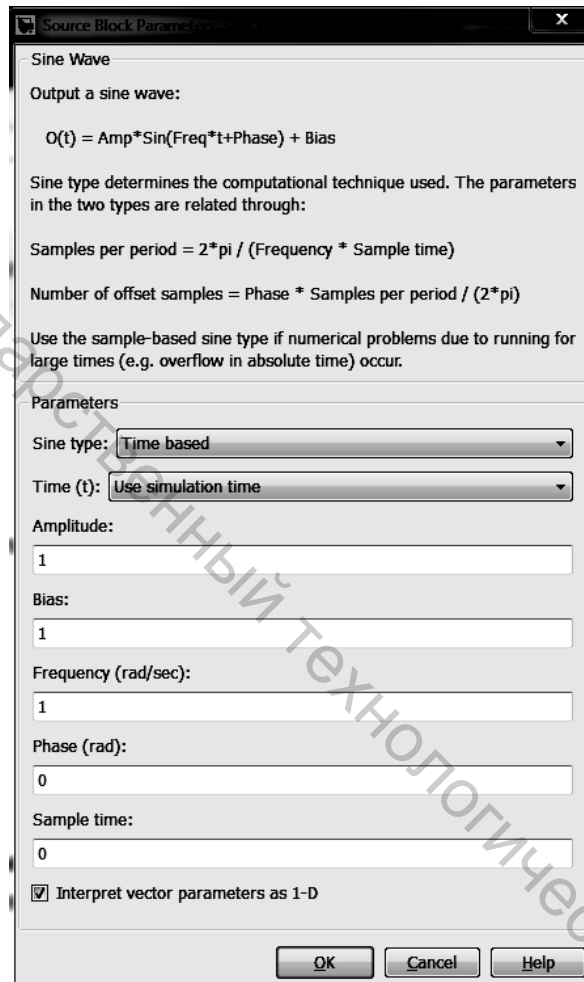 Source Block Parameters:
x
Sine Wave
Output a sine wave:
O(t) = Amp*Sin(Freq*t+Phase) + Bias
Sine type determines the computational technique used. The parameters
in the two types are related through:
Samples per period = 2*pi / (Frequency * Sample time)
Number of offset samples = Phase * Samples per period / (2*pi)
Use the sample-based sine type if numerical problems due to running for
large times (e.g. overflow in absolute time) occur.
Parameters
Sine type: Time based
Time (t): Use simulation time
Amplitude:
1
Bias:
1
Frequency (rad/sec):
1
Phase (rad):
0
Sample time:
0
Interpret vector parameters as 1-D
OK Cancel Help